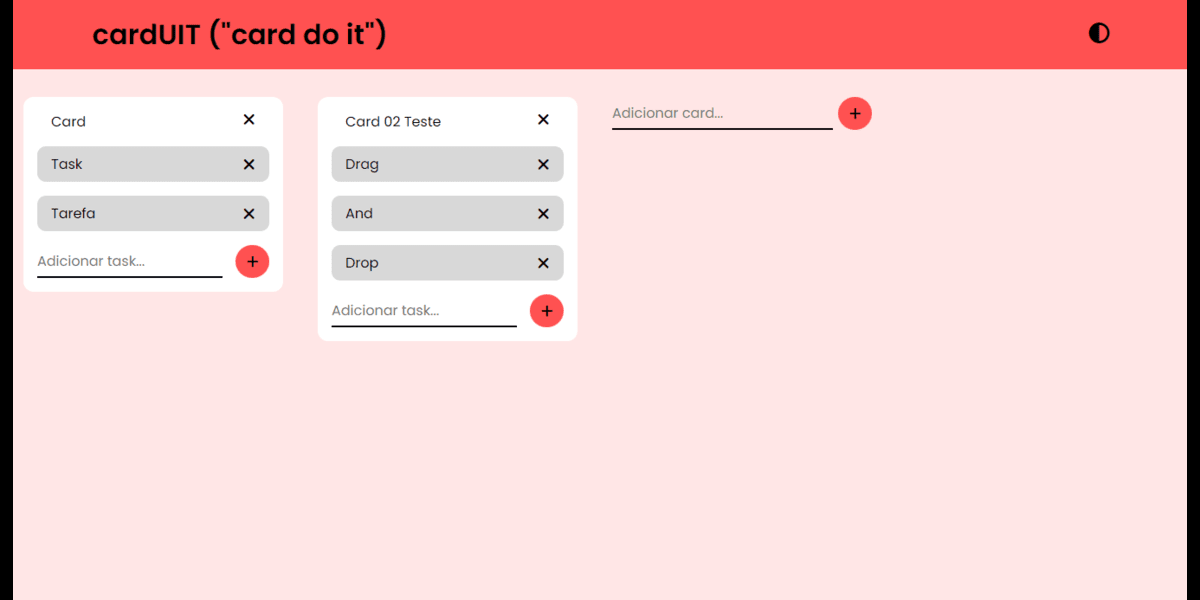 cardUIT ("card do it")
Card
Task
Tarefa
Adicionar task...
Card 02 Teste
Drag
And
Drop
Adicionar task...
Adicionar card...